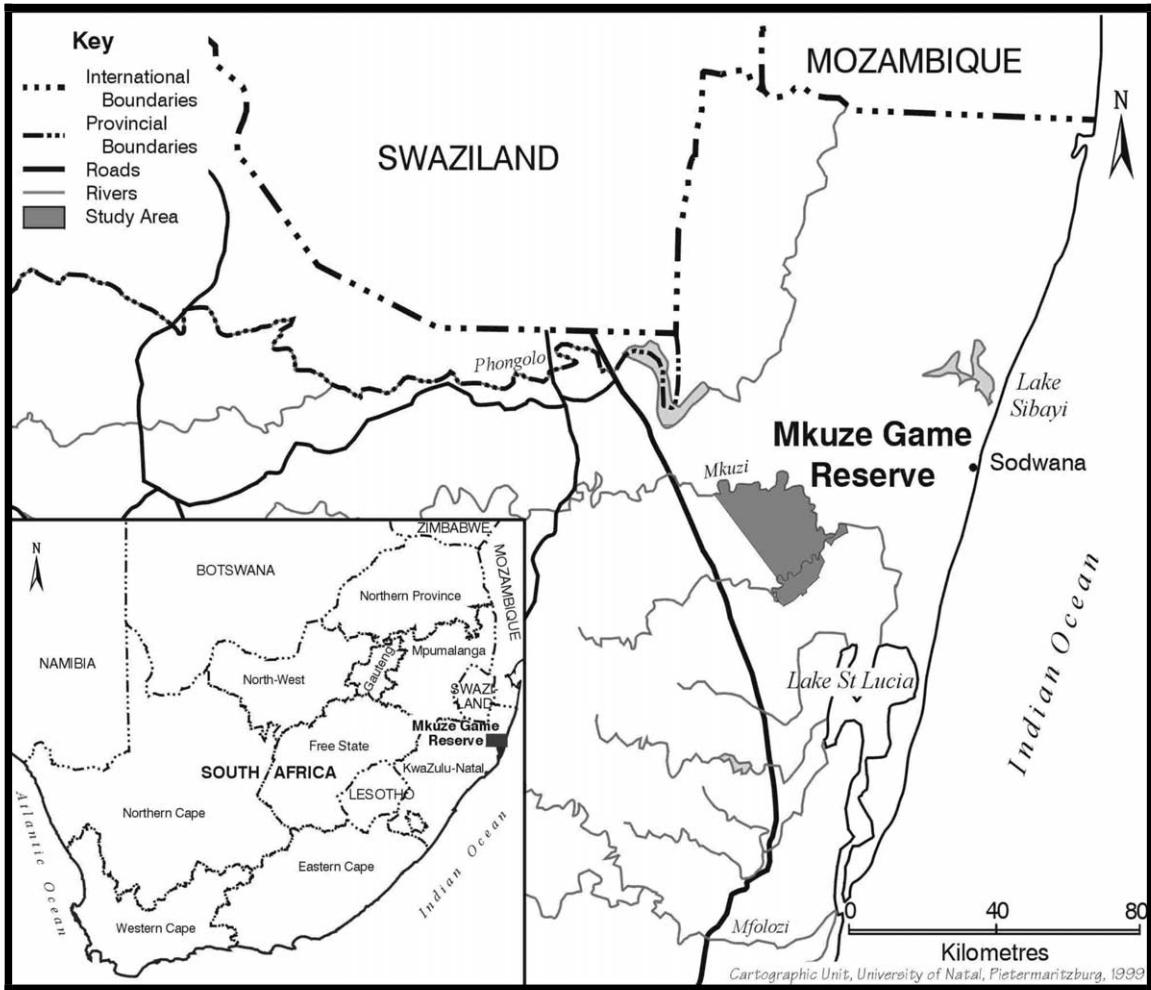 Key
International
Boundaries
Provincial
Boundaries
Roads
Rivers
Study Area
MOZAMBIQUE
N
SWAZILAND
Phongolo
Lake
Sibayi
Mkuze Game
Reserve
Sodwana
Mkuzi
Indian Ocean
Lake St Lucia
Mfolozi
0 40 80
Kilometres
Cartographic Unit, University of Natal, Pietermaritzburg, 1999
N
ZIMBABWE
MOZAMBIQUE
BOTSWANA
Northern Province
NAMIBIA
North-West
Gauteng
Mpumalanga
SWAZI-
LAND
Mkuze Game
Reserve
Free State
SOUTH AFRICA
KwaZulu-Natal
LESOTHO
Northern Cape
Eastern Cape
Western Cape
Atlantic Ocean
Indian Ocean